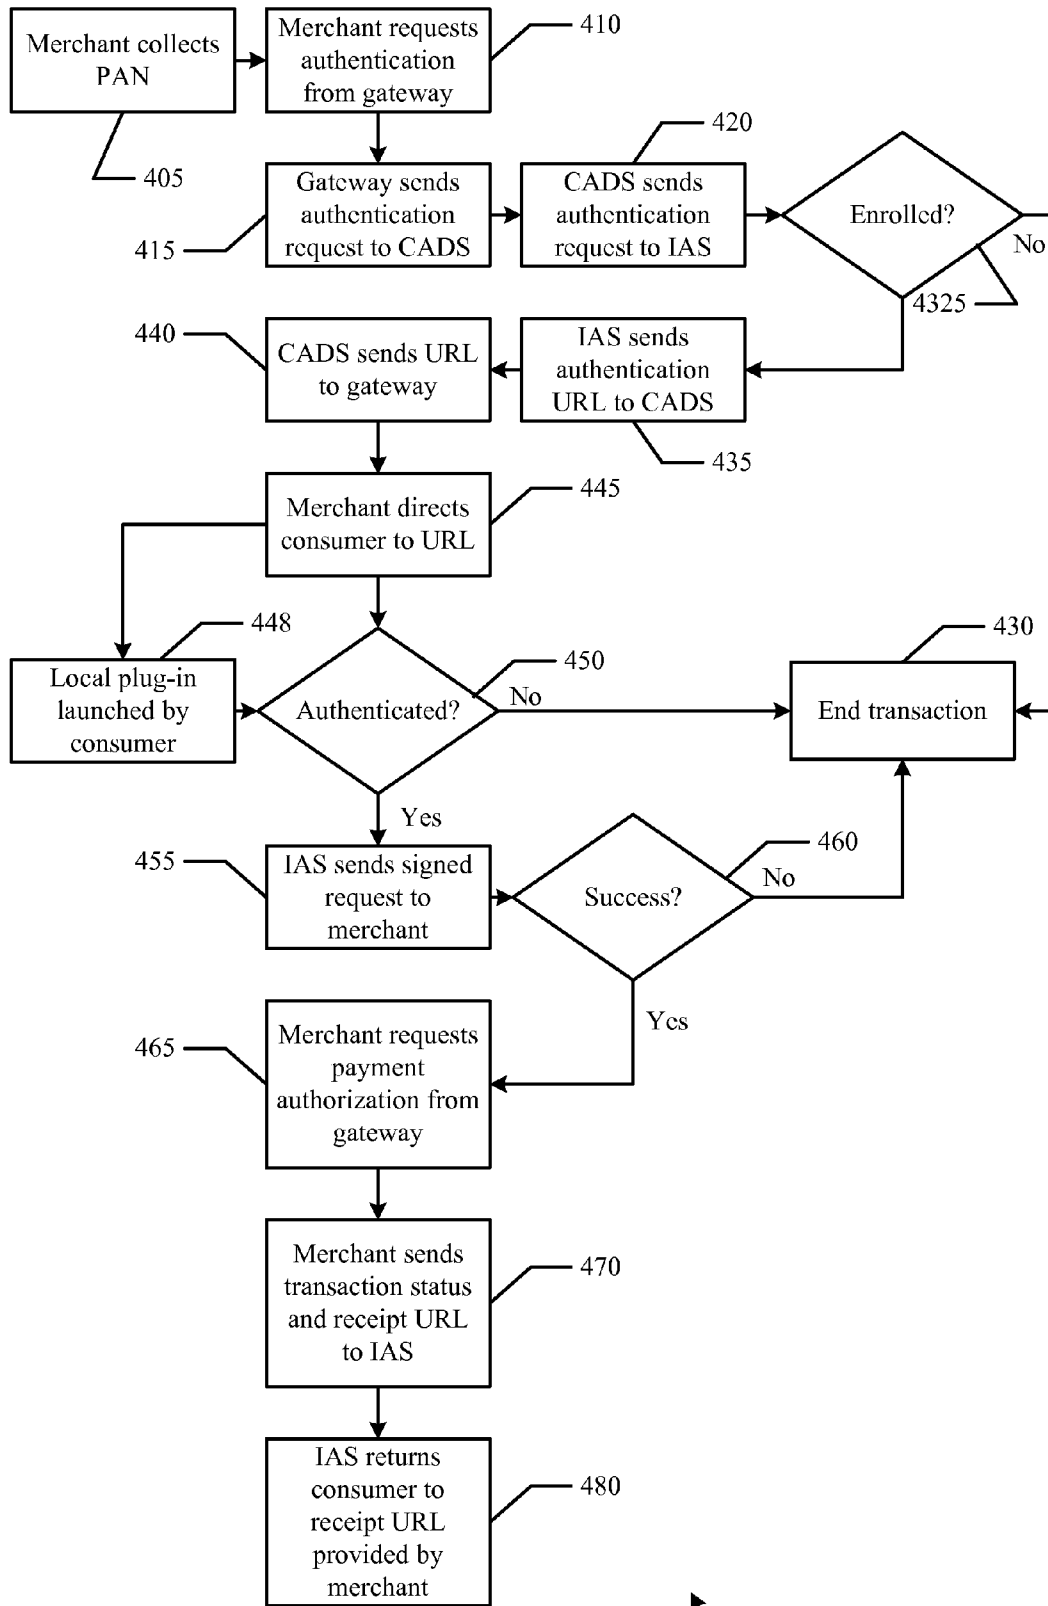 Merchant collects
PAN
405
Merchant requests
authentication
from gateway
410
Gateway sends
authentication
request to CADS
415
CADS sends
authentication
request to IAS
420
Enrolled?
No
4325
IAS sends
authentication
URL to CADS
435
CADS sends URL
to gateway
440
Merchant directs
consumer to URL
445
Local plug-in
launched by
consumer
448
Authenticated?
450
No
Yes
End transaction
430
IAS sends signed
request to
merchant
455
Success?
460
No
Yes
Merchant requests
payment
authorization from
gateway
465
Merchant sends
transaction status
and receipt URL
to IAS
470
IAS returns
consumer to
receipt URL
provided by
merchant
480